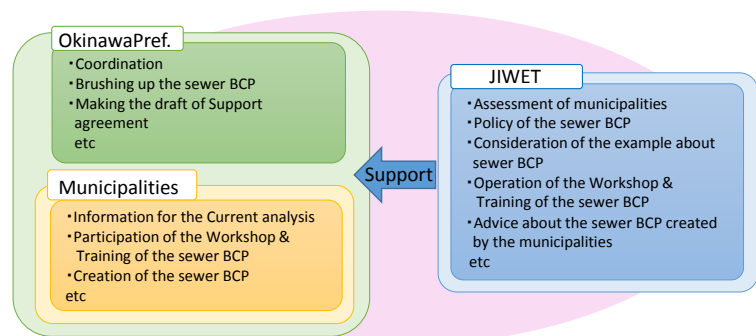 OkinawaPref.
・Coordination
・Brushing up the sewer BCP
・Making the draft of Support
agreement
etc
Municipalities
・Information for the Current analysis
・Participation of the Workshop &
Training of the sewer BCP
・Creation of the sewer BCP
etc
Support
JIWET
・Assessment of municipalities
・Policy of the sewer BCP
・Consideration of the example about
sewer BCP
・Operation of the Workshop &
Training of the sewer BCP
・Advice about the sewer BCP created
by the municipalities
etc